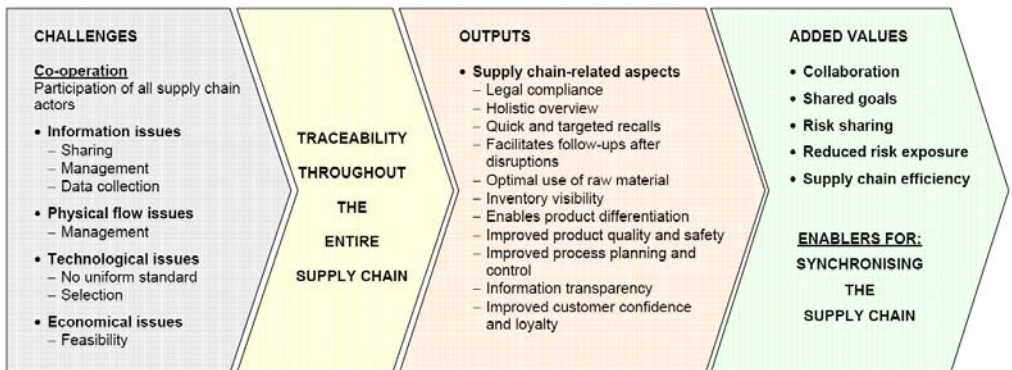 CHALLENGES
Co-operation
Participation of all supply chain
actors
• Information issues
– Sharing
– Management
– Data collection
• Physical flow issues
– Management
• Technological issues
– No uniform standard
– Selection
• Economical issues
– Feasibility
TRACEABILITY
THROUGHOUT
THE
ENTIRE
SUPPLY CHAIN
OUTPUTS
• Supply chain-related aspects
– Legal compliance
– Holistic overview
– Quick and targeted recalls
– Facilitates follow-ups after
disruptions
– Optimal use of raw material
– Inventory visibility
– Enables product differentiation
– Improved product quality and safety
– Improved process planning and
control
– Information transparency
– Improved customer confidence
and loyalty
ADDED VALUES
• Collaboration
• Shared goals
• Risk sharing
• Reduced risk exposure
• Supply chain efficiency
ENABLERS FOR:
SYNCHRONISING
THE
SUPPLY CHAIN